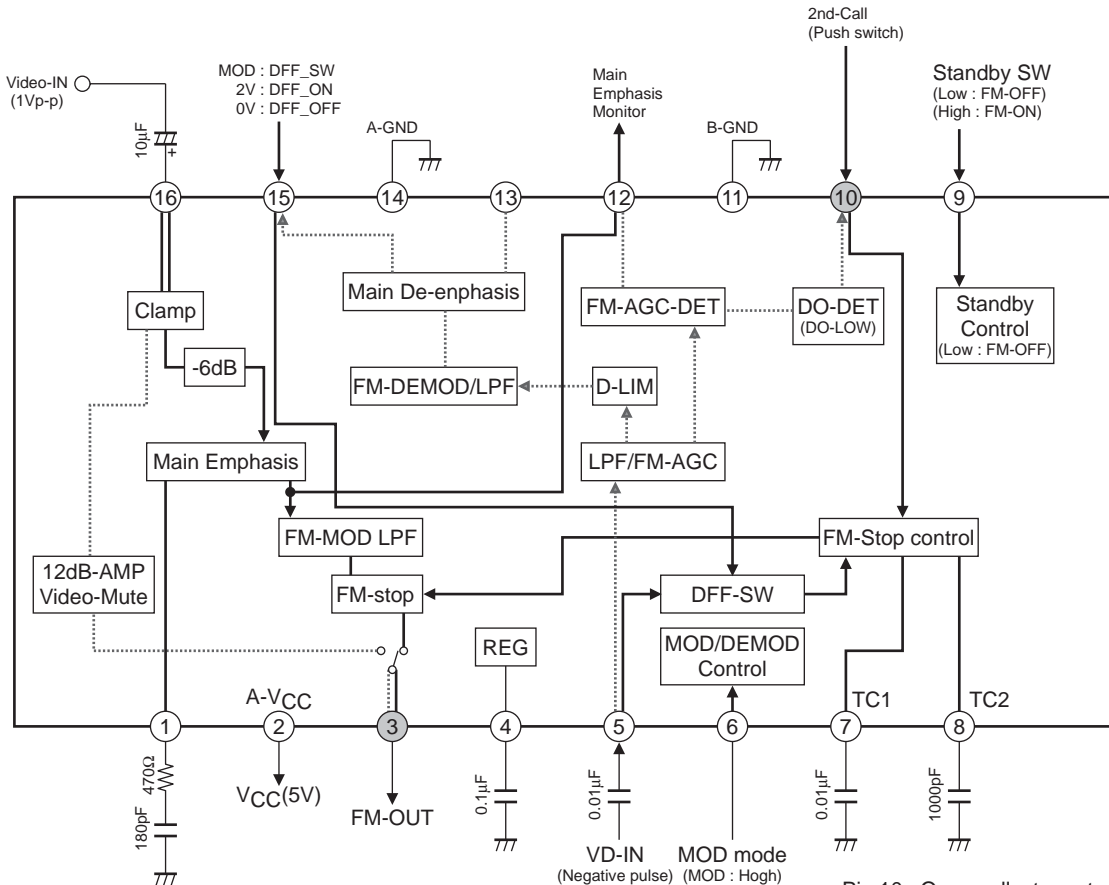 2nd-Call
(Push switch)
Video-IN
(1Vp-p)
MOD : DFF_SW
2V : DFF_ON
0V : DFF_OFF
Main
Emphasis
Monitor
Standby SW
(Low : FM-OFF)
(High : FM-ON)
10µF
+
A-GND
B-GND
16
15
14
13
12
11
10
9
Clamp
Main De-enphasis
FM-AGC-DET
DO-DET
(DO-LOW)
Standby
Control
(Low : FM-OFF)
-6dB
FM-DEMOD/LPF
D-LIM
Main Emphasis
LPF/FM-AGC
FM-MOD LPF
FM-Stop control
12dB-AMP
Video-Mute
FM-stop
DFF-SW
REG
MOD/DEMOD
Control
A-VCC
TC1
TC2
1
2
3
4
5
6
7
8
470Ω
180pF
VCC(5V)
FM-OUT
0.1µF
0.01µF
0.01µF
1000pF
VD-IN
(Negative pulse)
MOD mode
(MOD : Hogh)